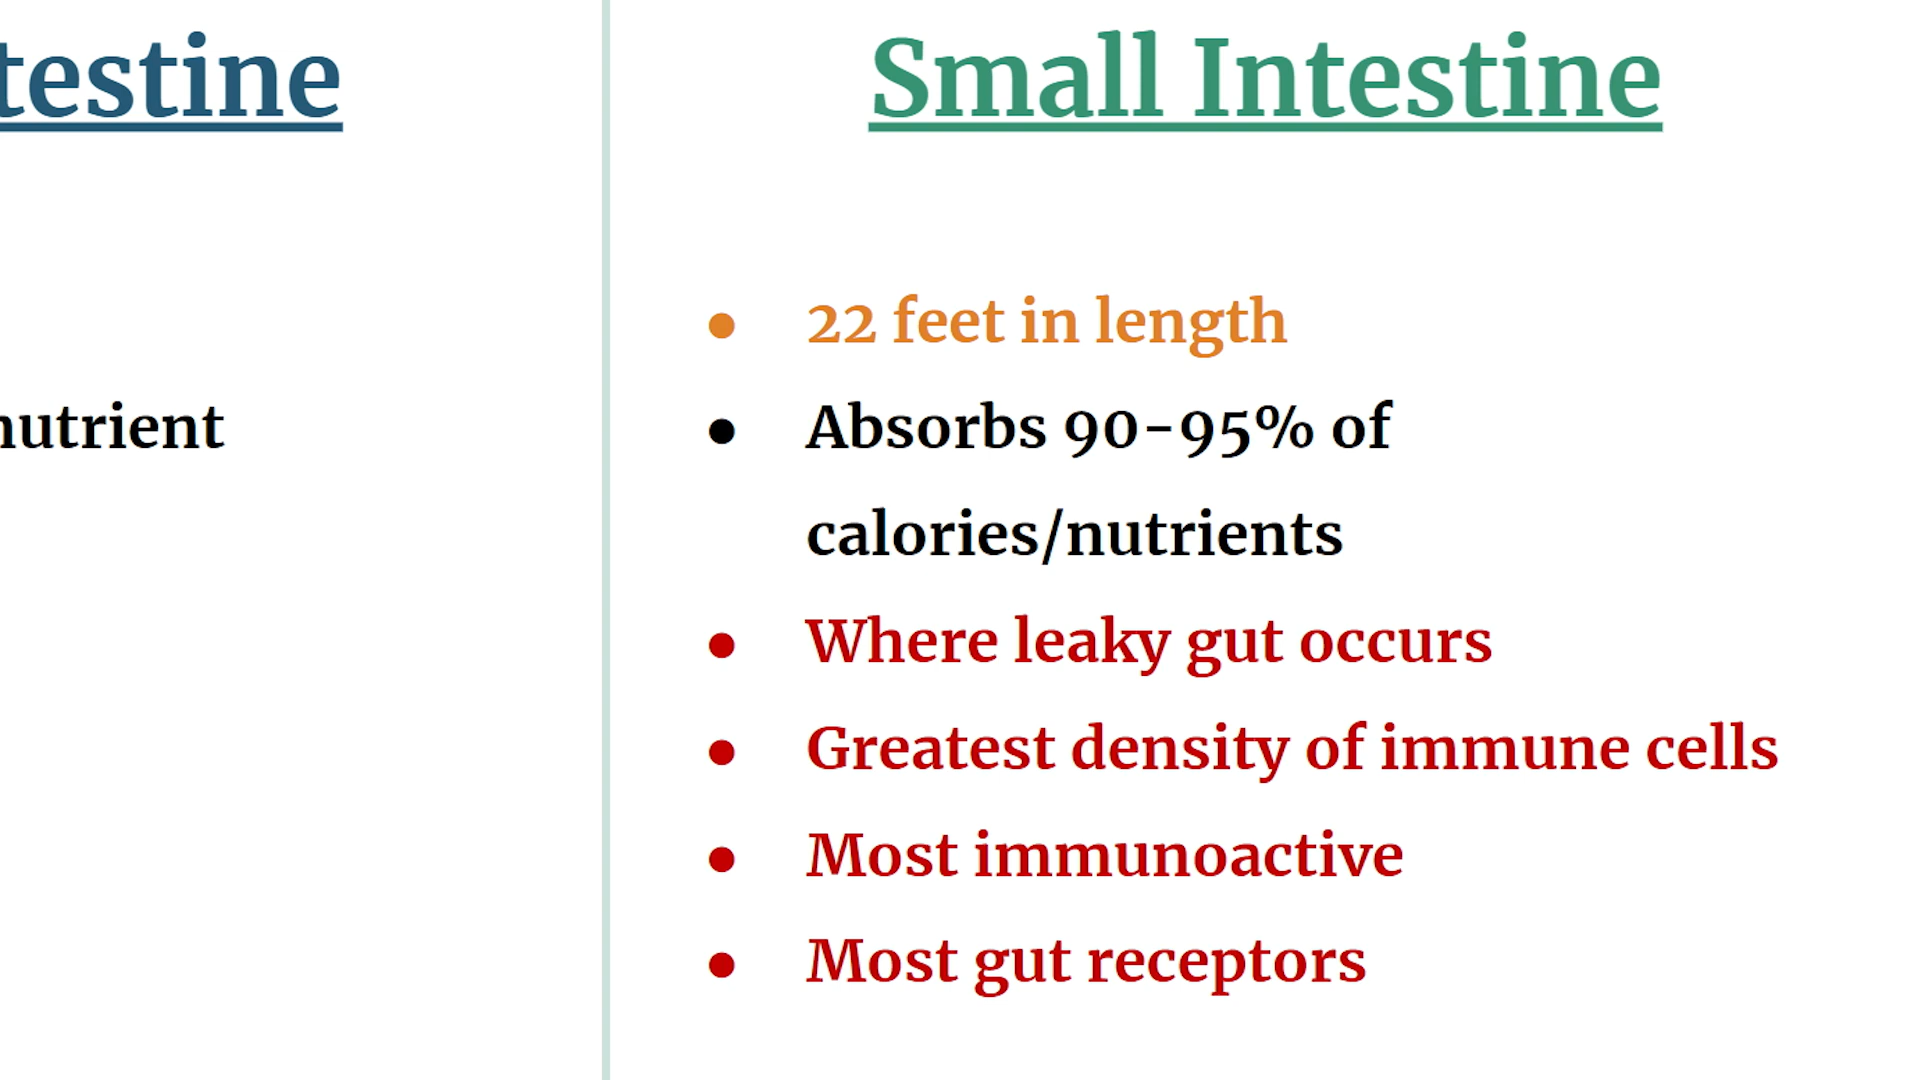 testine
nutrient
Small Intestine
22 feet in length
Absorbs 90-95% of
calories/nutrients
Where leaky gut occurs
Greatest density of immune cells
Most immunoactive
Most gut receptors